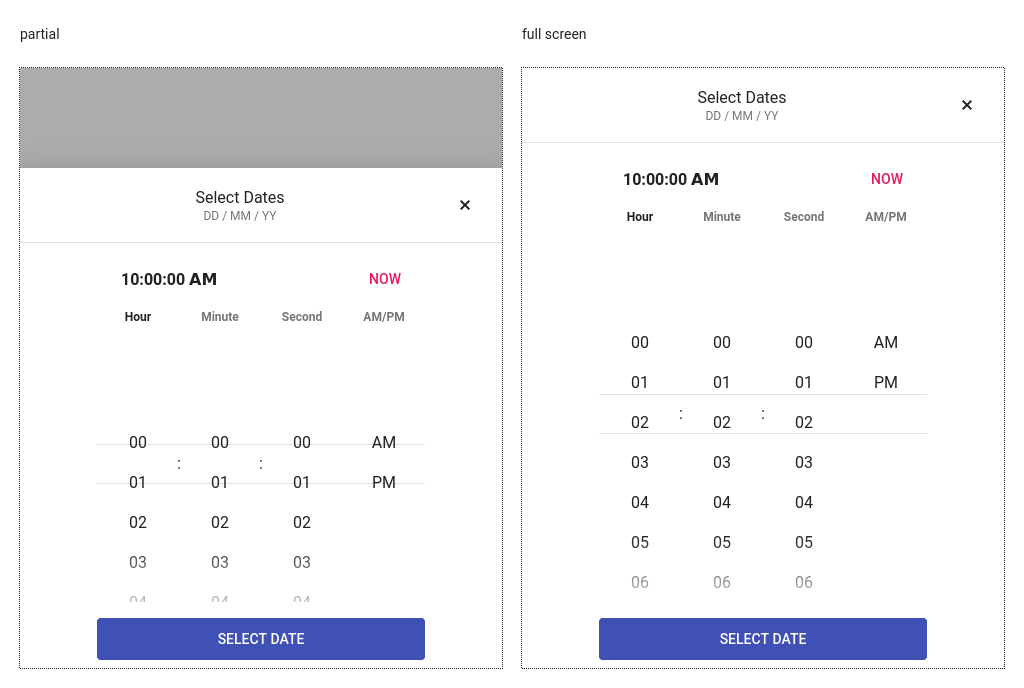 partial
Select Dates
DD / MM / YY
×
10:00:00 AM NOW
Hour Minute Second AM/PM
00 00 00 AM
: :
01 01 01 PM
02 02 02
03 03 03
04 04 04
SELECT DATE
full screen
Select Dates
DD / MM / YY
×
10:00:00 AM NOW
Hour Minute Second AM/PM
00 00 00 AM
01 01 01 PM
: :
02 02 02
03 03 03
04 04 04
05 05 05
06 06 06
SELECT DATE